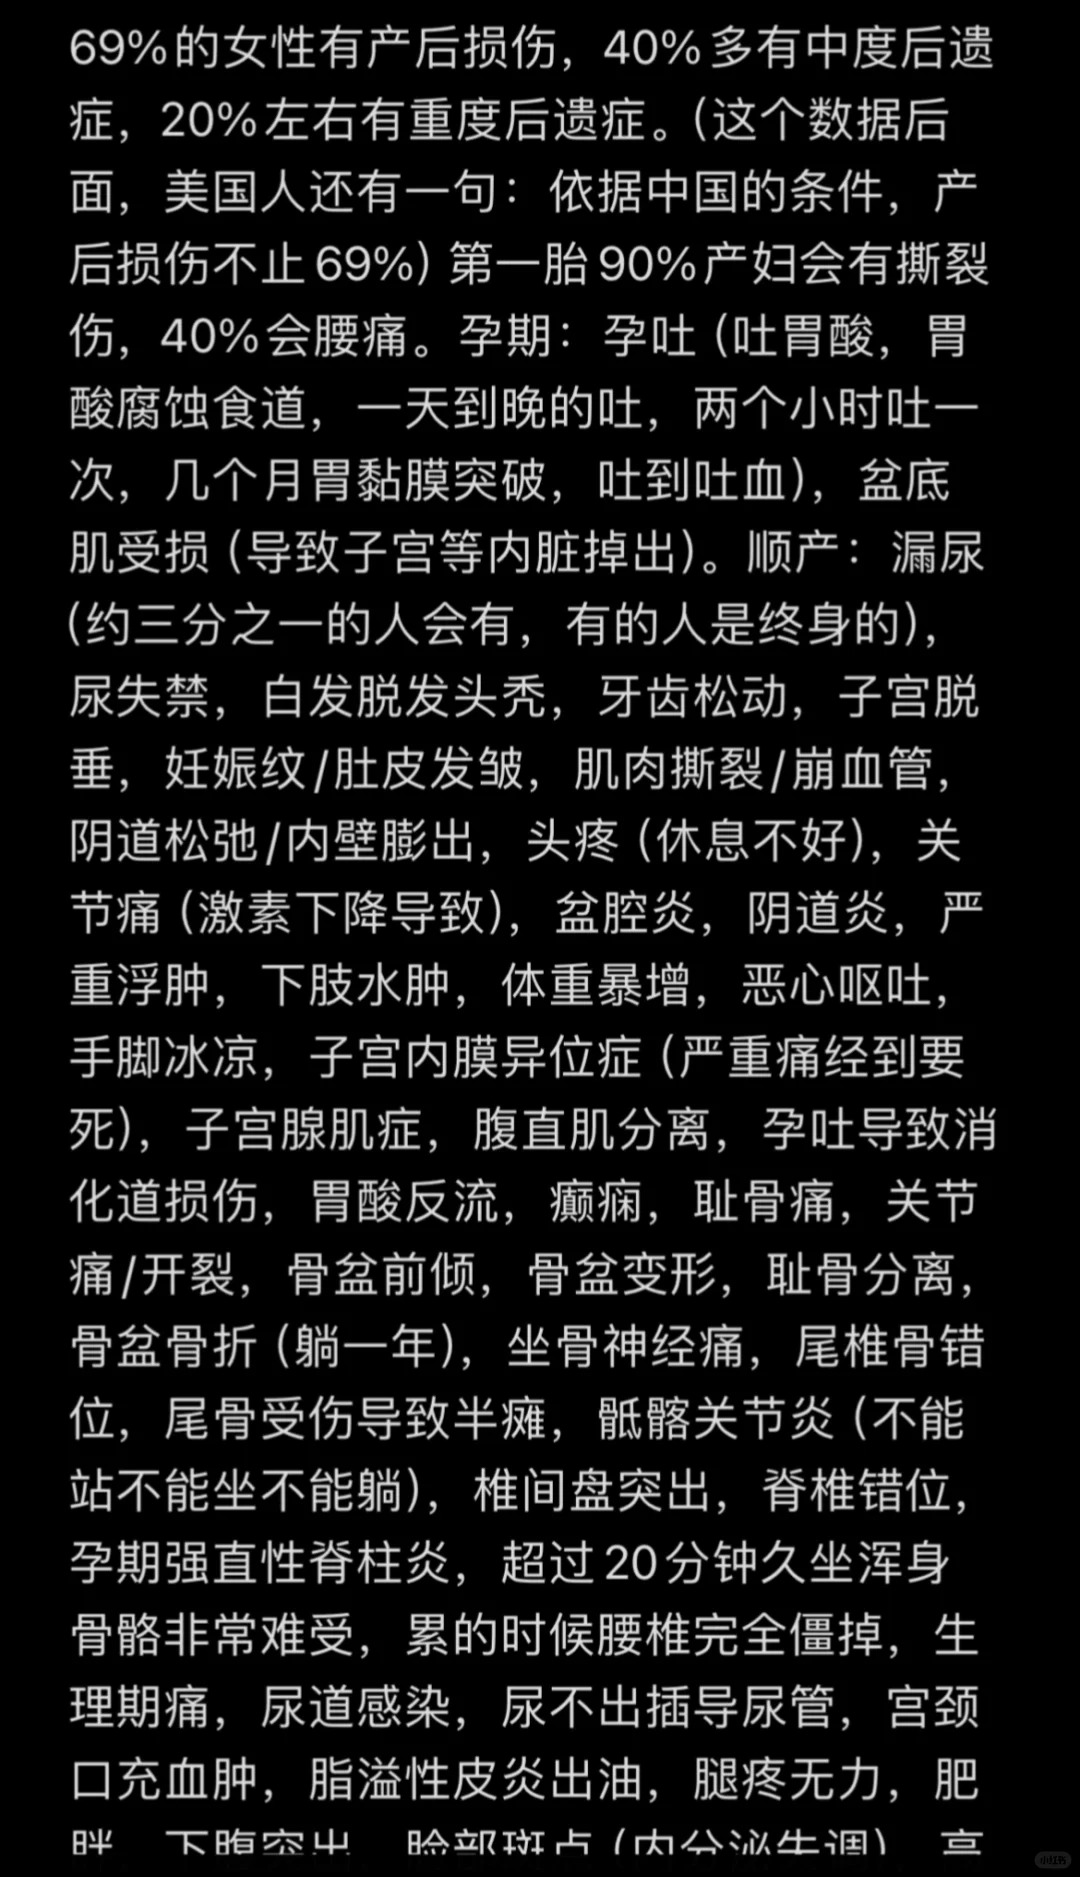 69%的女性有产后损伤，40%多有中度后遗
症，20%左右有重度后遗症。（这个数据后
面，美国人还有一句：依据中国的条件，产
后损伤不止69%）第一胎90%产妇会有撕裂
伤，40%会腰痛。孕期：孕吐（吐胃酸，胃
酸腐蚀食道，一天到晚的吐，两个小时吐一
次，几个月胃黏膜突破，吐到吐血），盆底
肌受损（导致子宫等内脏掉出）。顺产：漏尿
（约三分之一的人会有，有的人是终身的），
尿失禁，白发脱发头秃，牙齿松动，子宫脱
垂，妊娠纹/肚皮发皱，肌肉撕裂/崩血管，
阴道松弛/内壁膨出，头疼（休息不好），关
节痛（激素下降导致），盆腔炎，阴道炎，严
重浮肿，下肢水肿，体重暴增，恶心呕吐，
手脚冰凉，子宫内膜异位症（严重痛经到要
死），子宫腺肌症，腹直肌分离，孕吐导致消
化道损伤，胃酸反流，癫痫，耻骨痛，关节
痛/开裂，骨盆前倾，骨盆变形，耻骨分离，
骨盆骨折（躺一年），坐骨神经痛，尾椎骨错
位，尾骨受伤导致半瘫，骶髂关节炎（不能
站不能坐不能躺），椎间盘突出，脊椎错位，
孕期强直性脊柱炎，超过20分钟久坐浑身
骨骼非常难受，累的时候腰椎完全僵掉，生
理期痛，尿道感染，尿不出插导尿管，宫颈
口充血肿，脂溢性皮炎出油，腿疼无力，肥
胖，下腹突出，脸部斑点（内分泌失调），高
小红书